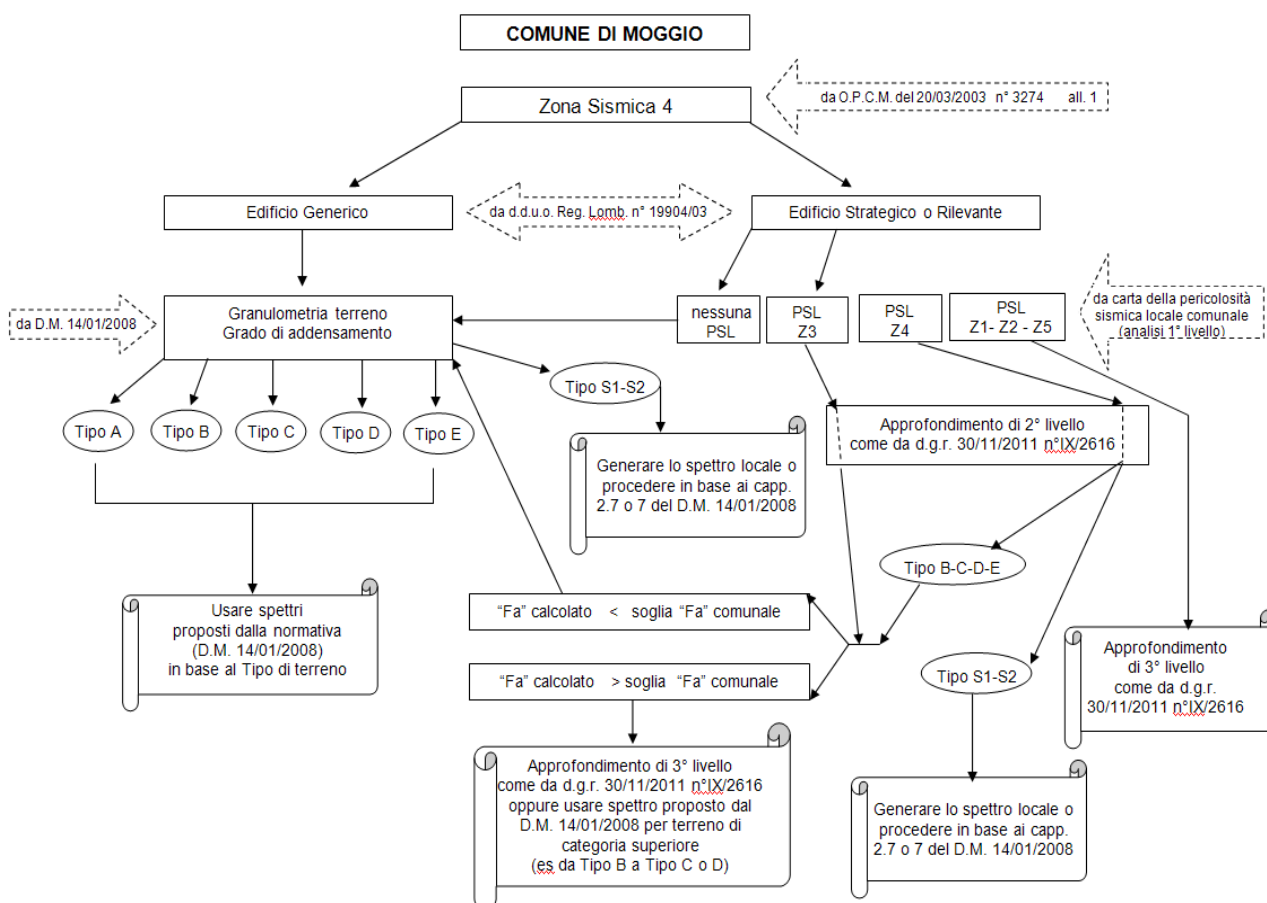 COMUNE DI MOGGIO
Zona Sismica 4
da O.P.C.M. del 20/03/2003 n° 3274 all. 1
Edificio Generico
da d.d.u.o. Reg. Lomb. n° 19904/03
Edificio Strategico o Rilevante
da D.M. 14/01/2008
Granulometria terreno
Grado di addensamento
nessuna
PSL
PSL
Z3
PSL
Z4
PSL
Z1- Z2 - Z5
da carta della pericolosità
sismica locale comunale
(analisi 1° livello)
Tipo A
Tipo B
Tipo C
Tipo D
Tipo E
Tipo S1-S2
Approfondimento di 2° livello
come da d.g.r. 30/11/2011 n°IX/2616
Generare lo spettro locale o
procedere in base ai capp.
2.7 o 7 del D.M. 14/01/2008
Tipo B-C-D-E
Usare spettri
proposti dalla normativa
(D.M. 14/01/2008)
in base al Tipo di terreno
“Fa” calcolato < soglia “Fa” comunale
“Fa” calcolato > soglia “Fa” comunale
Tipo S1-S2
Approfondimento
di 3° livello
come da d.g.r.
30/11/2011 n°IX/2616
Approfondimento di 3° livello
come da d.g.r. 30/11/2011 n°IX/2616
oppure usare spettro proposto dal
D.M. 14/01/2008 per terreno di
categoria superiore
(es da Tipo B a Tipo C o D)
Generare lo spettro locale o
procedere in base ai capp.
2.7 o 7 del D.M. 14/01/2008